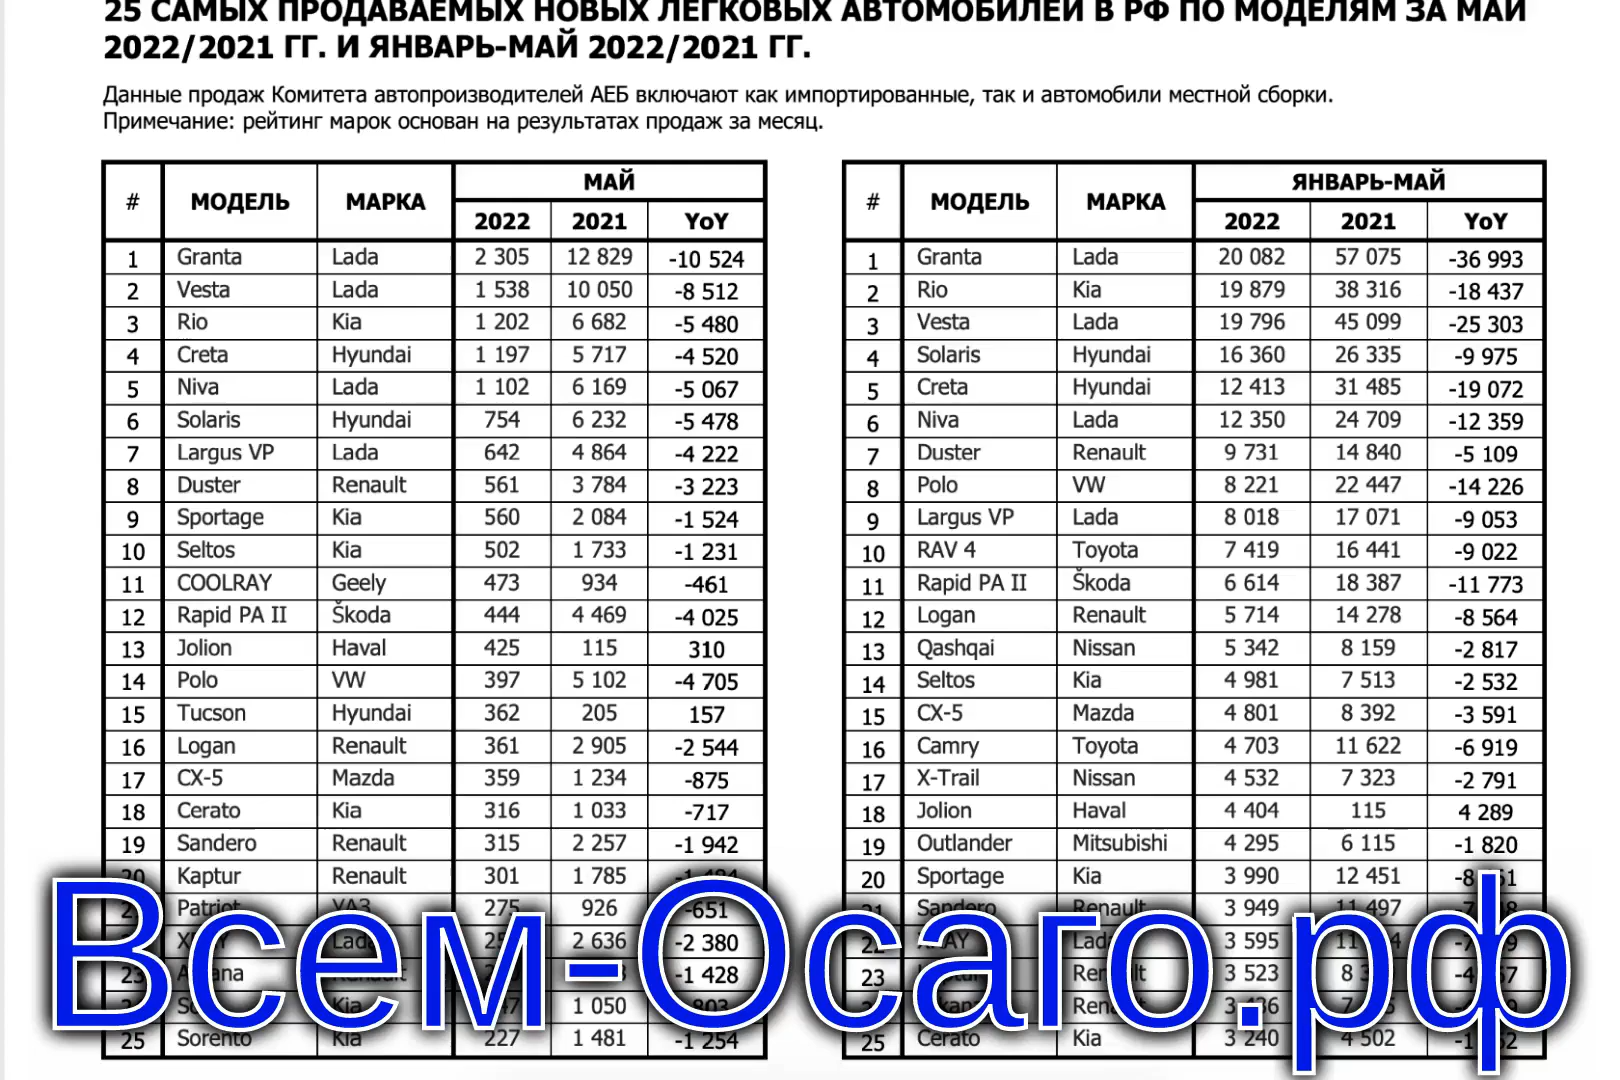 25 САМЫХ ПРОДАВАЕМЫХ НОВЫХ ЛЕГКОВЫХ АВТОМОБИЛЕЙ В РФ ПО МОДЕЛЯМ ЗА МАЙ
2022/2021 ГГ. И ЯНВАРЬ-МАЙ 2022/2021 ГГ.
Данные продаж Комитета автопроизводителей АЕБ включают как импортированные, так и автомобили местной сборки.
Примечание: рейтинг марок основан на результатах продаж за месяц.
# МОДЕЛЬ МАРКА МАЙ
2022 2021 YoY
1 Granta Lada 2 305 12 829 -10 524
2 Vesta Lada 1 538 10 050 -8 512
3 Rio Kia 1 202 6 682 -5 480
4 Creta Hyundai 1 197 5 717 -4 520
5 Niva Lada 1 102 6 169 -5 067
6 Solaris Hyundai 754 6 232 -5 478
7 Largus VP Lada 642 4 864 -4 222
8 Duster Renault 561 3 784 -3 223
9 Sportage Kia 560 2 084 -1 524
10 Seltos Kia 502 1 733 -1 231
11 COOLRAY Geely 473 934 -461
12 Rapid PA II Škoda 444 4 469 -4 025
13 Jolion Haval 425 115 310
14 Polo VW 397 5 102 -4 705
15 Tucson Hyundai 362 205 157
16 Logan Renault 361 2 905 -2 544
17 CX-5 Mazda 359 1 234 -875
18 Cerato Kia 316 1 033 -717
19 Sandero Renault 315 2 257 -1 942
20 Kaptur Renault 301 1 785
Patriot УАЗ 275 926 -651
Lada 2 636 -2 380
23 -1 428
Kia 1 050
25 Sorento Kia 227 1 481 -1 254
# МОДЕЛЬ МАРКА ЯНВАРЬ-МАЙ
2022 2021 YoY
1 Granta Lada 20 082 57 075 -36 993
2 Rio Kia 19 879 38 316 -18 437
3 Vesta Lada 19 796 45 099 -25 303
4 Solaris Hyundai 16 360 26 335 -9 975
5 Creta Hyundai 12 413 31 485 -19 072
6 Niva Lada 12 350 24 709 -12 359
7 Duster Renault 9 731 14 840 -5 109
8 Polo VW 8 221 22 447 -14 226
9 Largus VP Lada 8 018 17 071 -9 053
10 RAV 4 Toyota 7 419 16 441 -9 022
11 Rapid PA II Škoda 6 614 18 387 -11 773
12 Logan Renault 5 714 14 278 -8 564
13 Qashqai Nissan 5 342 8 159 -2 817
14 Seltos Kia 4 981 7 513 -2 532
15 CX-5 Mazda 4 801 8 392 -3 591
16 Camry Toyota 4 703 11 622 -6 919
17 X-Trail Nissan 4 532 7 323 -2 791
18 Jolion Haval 4 404 115 4 289
19 Outlander Mitsubishi 4 295 6 115 -1 820
20 Sportage Kia 3 990 12 451
21 Sandero Renault 3 949 11 497
22 Lada 3 595
23 Renault 3 523
Renault
25 Cerato Kia 3 240 4 502
Всем-Осаго.рф